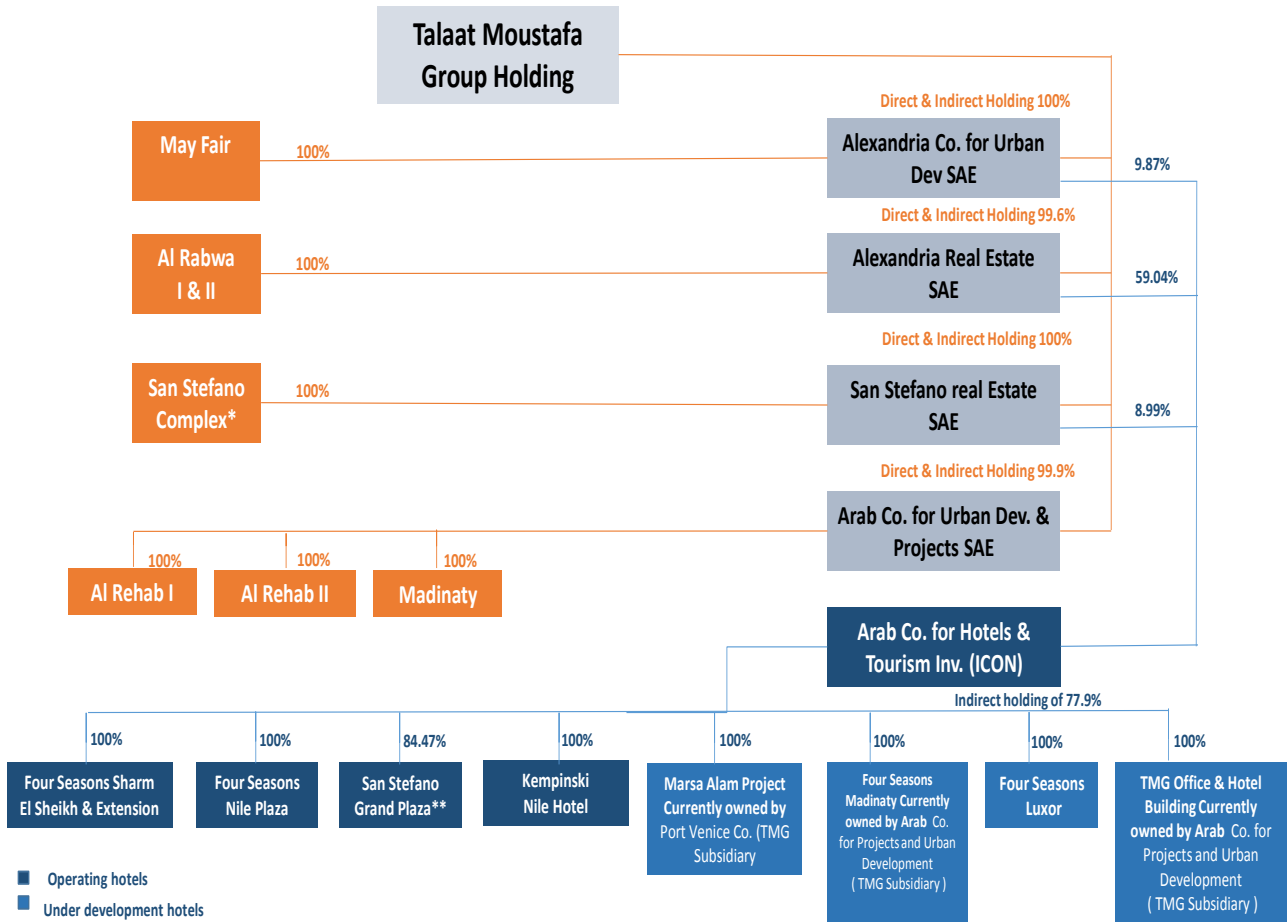 Talaat Moustafa
Group Holding
Direct & Indirect Holding 100%
May Fair
100%
Alexandria Co. for Urban
Dev SAE
9.87%
Direct & Indirect Holding 99.6%
Al Rabwa
I & II
100%
Alexandria Real Estate
SAE
59.04%
Direct & Indirect Holding 100%
San Stefano
Complex*
100%
San Stefano real Estate
SAE
8.99%
Direct & Indirect Holding 99.9%
Arab Co. for Urban Dev. &
Projects SAE
100%
100%
100%
Al Rehab I
Al Rehab II
Madinaty
Arab Co. for Hotels &
Tourism Inv. (ICON)
Indirect holding of 77.9%
100%
100%
84.47%
100%
100%
100%
100%
100%
Four Seasons Sharm
El Sheikh & Extension
Four Seasons
Nile Plaza
San Stefano
Grand Plaza**
Kempinski
Nile Hotel
Marsa Alam Project
Currently owned by
Port Venice Co. (TMG
Subsidiary
Four Seasons
Madinaty Currently
owned by Arab Co.
for Projects and Urban
Development
( TMG Subsidiary )
Four Seasons
Luxor
TMG Office & Hotel
Building Currently
owned by Arab Co. for
Projects and Urban
Development
( TMG Subsidiary )
Operating hotels
Under development hotels